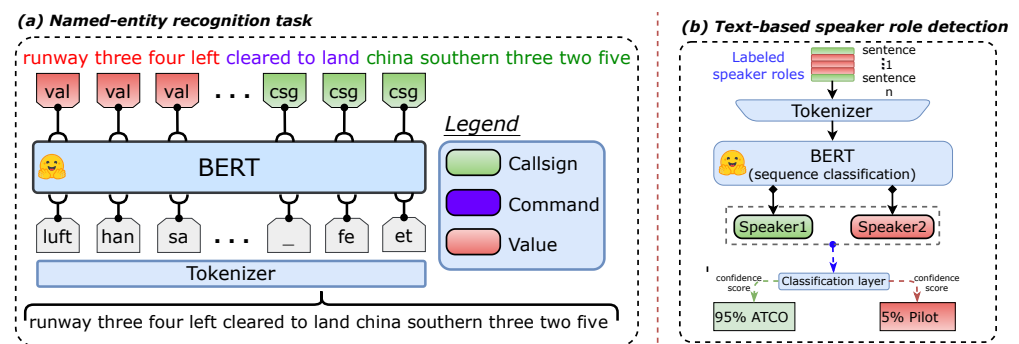 (a) Named-entity recognition task
runway three four left cleared to land china southern three two five
val val val . . . csg csg csg
BERT
luft han sa . . . _ fe et
Tokenizer
runway three four left cleared to land china southern three two five
Legend
Callsign
Command
Value
(b) Text-based speaker role detection
Labeled
speaker roles
sentence
1
sentence
n
Tokenizer
BERT
(sequence classification)
Speaker1 Speaker2
confidence
score
Classification layer
confidence
score
95% ATCO 5% Pilot